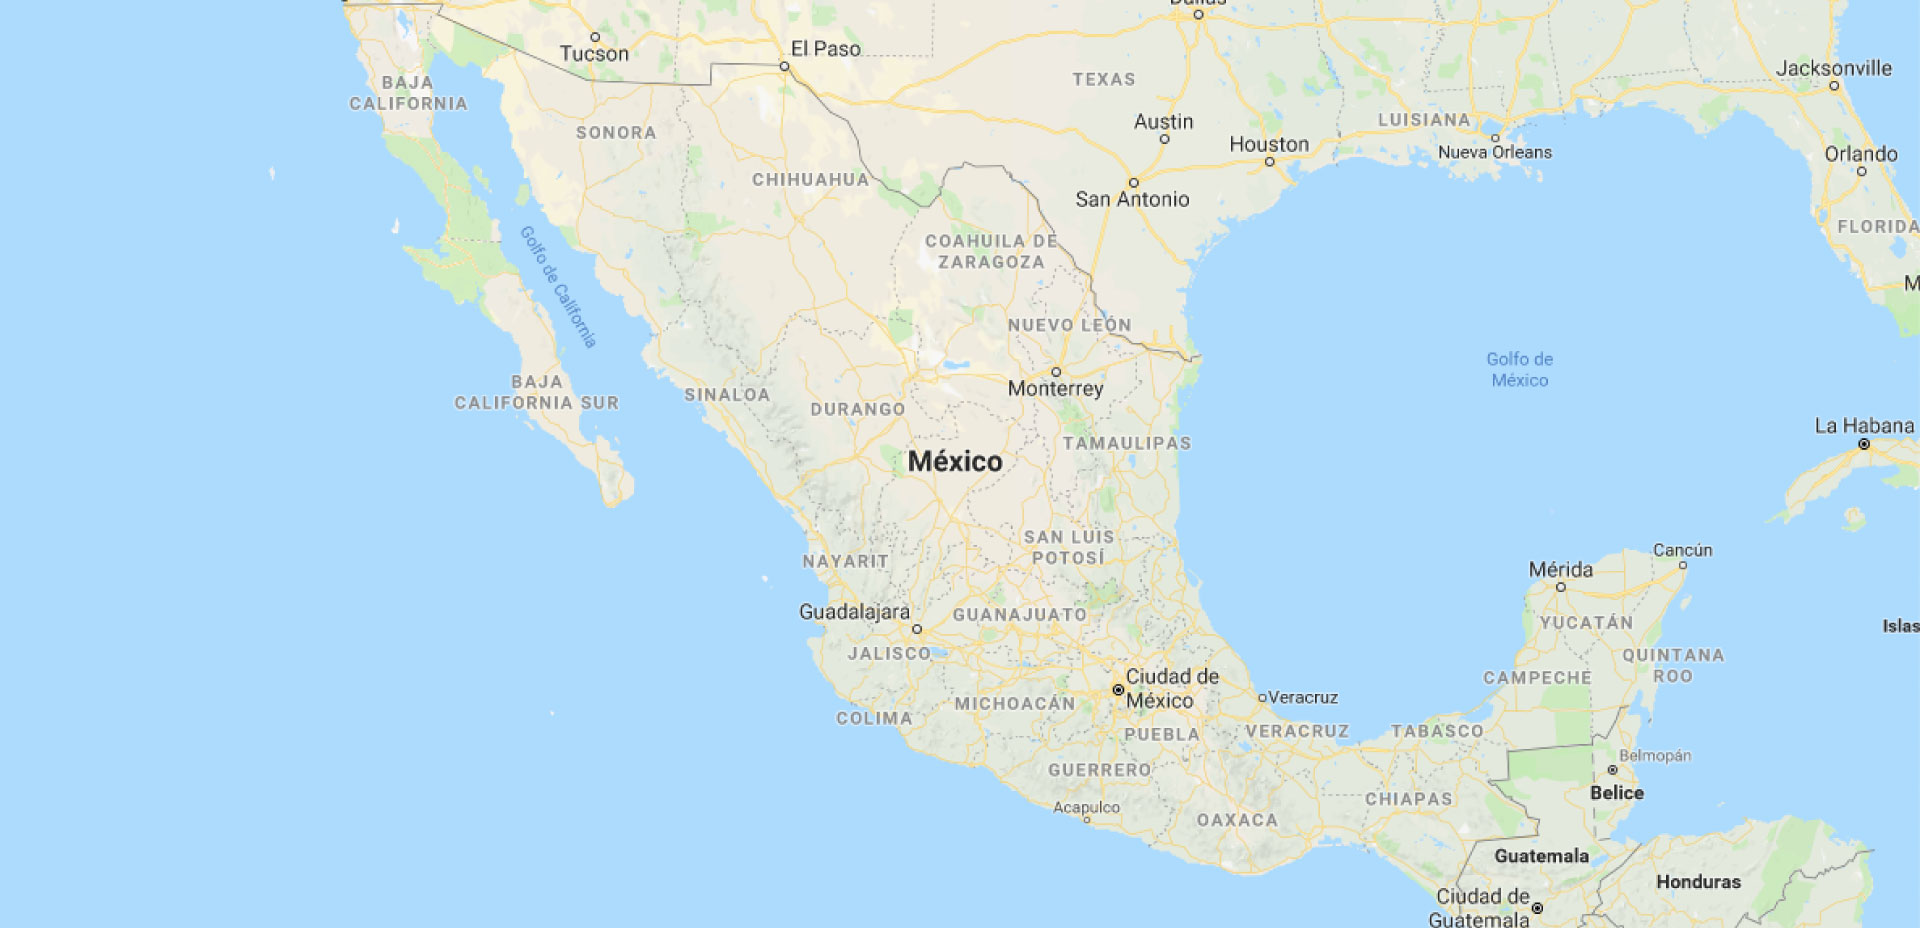 Dallas
Tucson
El Paso
Jacksonville
TEXAS
BAJA
CALIFORNIA
SONORA
Austin
LUISIANA
Houston
Nueva Orleans
Orlando
CHIHUAHUA
San Antonio
FLORIDA
Golfo de California
COAHUILA DE
ZARAGOZA
M
NUEVO LEÓN
Golfo de
México
BAJA
CALIFORNIA SUR
SINALOA
Monterrey
DURANGO
La Habana
TAMAULIPAS
México
SAN LUIS
POTOSÍ
NAYARIT
Cancún
Mérida
Guadalajara
GUANAJUATO
YUCATÁN
Islas
JALISCO
QUINTANA
ROO
Ciudad de
México
CAMPECHE
MICHOACÁN
Veracruz
COLIMA
PUEBLA
VERACRUZ
TABASCO
Belmopán
GUERRERO
Belice
Acapulco
CHIAPAS
OAXACA
Guatemala
Honduras
Ciudad de
Guatemala